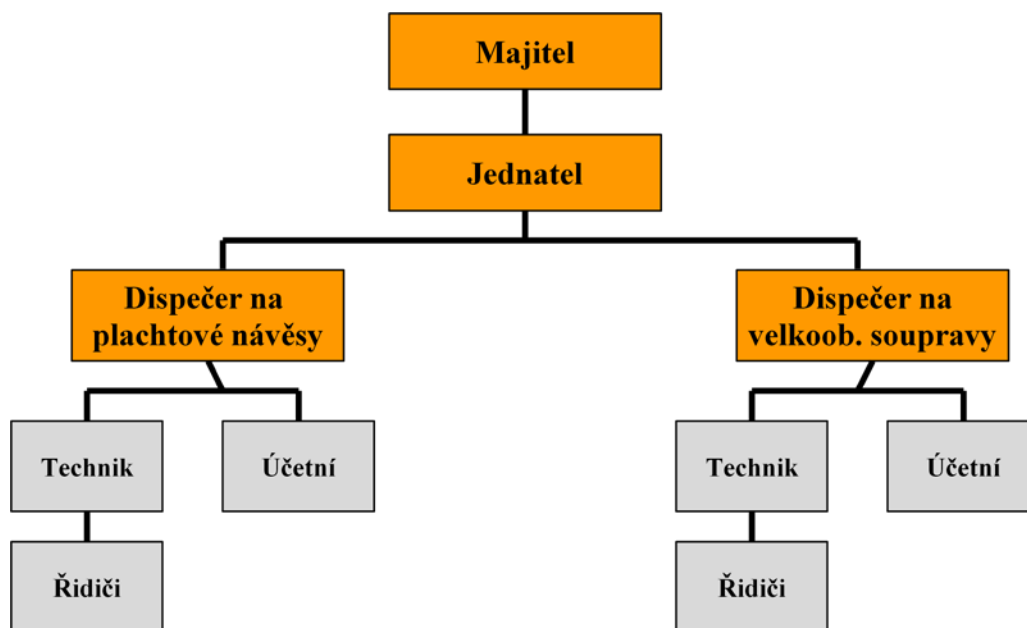 Majitel
Jednatel
Dispečer na
plachtové návěsy
Dispečer na
velkoob. soupravy
Technik
Účetní
Technik
Účetní
Řidiči
Řidiči